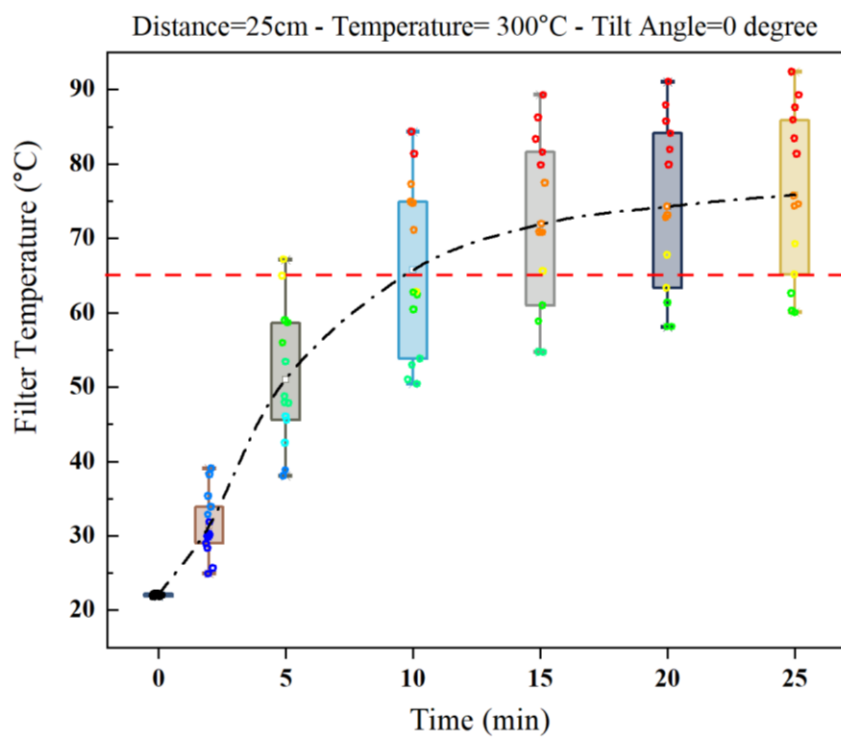 Distance=25cm - Temperature= 300°C - Tilt Angle=0 degree
90
80
70
60
50
40
30
20
Filter Temperature (°C)
0 5 10 15 20 25
Time (min)